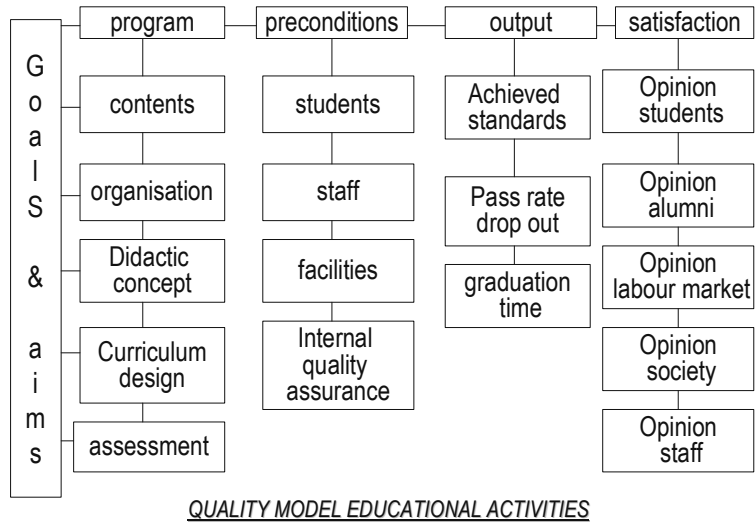 GoalS & aims
program
contents
organisation
Didactic
concept
Curriculum
design
assessment
preconditions
students
staff
facilities
Internal
quality
assurance
output
Achieved
standards
Pass rate
drop out
graduation
time
satisfaction
Opinion
students
Opinion
alumni
Opinion
labour market
Opinion
society
Opinion
staff
QUALITY MODEL EDUCATIONAL ACTIVITIES